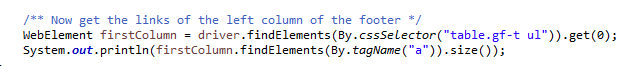 /** Now get the links of the left column of the footer */
WebElement firstColumn = driver.findElements(By.cssSelector("table.gf-t ul")).get(0);
System.out.println(firstColumn.findElements(By.tagName("a")).size());